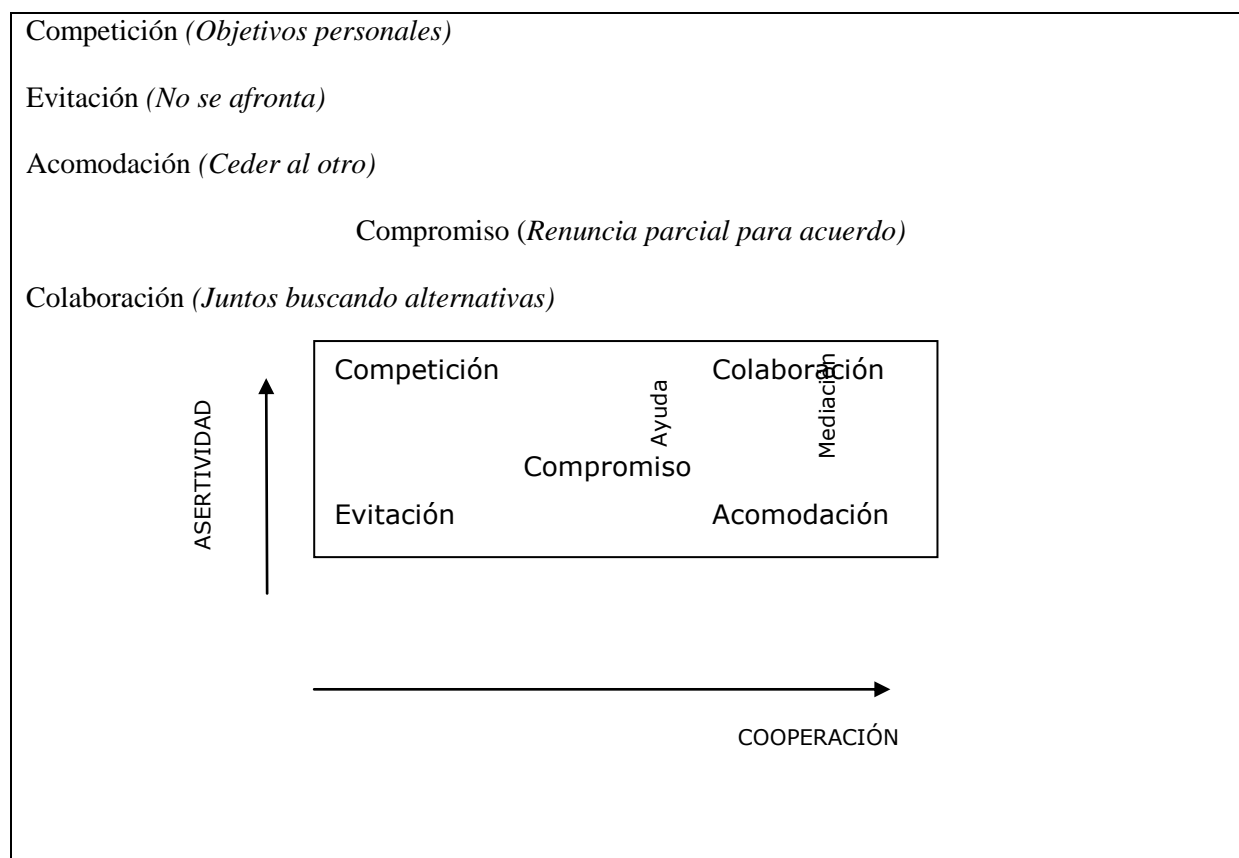 Competición (Objetivos personales)
Evitación (No se afronta)
Acomodación (Ceder al otro)
Compromiso (Renuncia parcial para acuerdo)
Colaboración (Juntos buscando alternativas)
Competición
Colaboración
Ayuda
Mediación
Compromiso
Evitación
Acomodación
ASERTIVIDAD
COOPERACIÓN